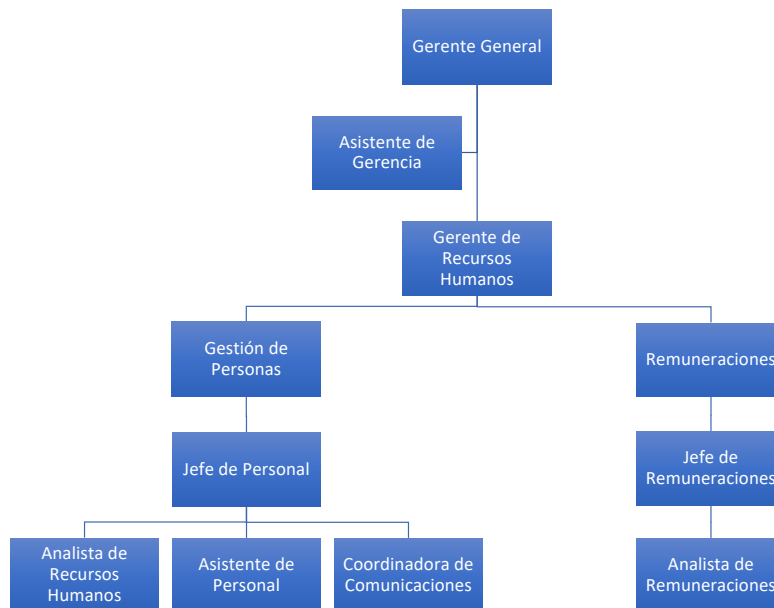 Gerente General
Asistente de
Gerencia
Gerente de
Recursos
Humanos
Gestión de
Personas
Remuneraciones
Jefe de Personal
Jefe de
Remuneraciones
Analista de
Recursos
Humanos
Asistente de
Personal
Coordinadora de
Comunicaciones
Analista de
Remuneraciones